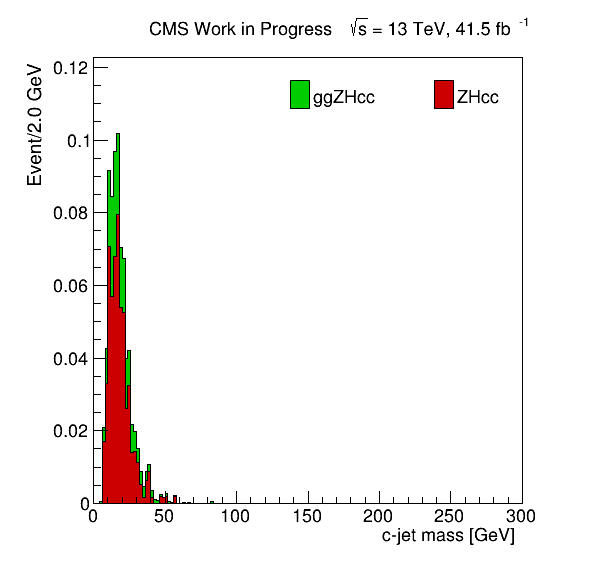 CMS Work in Progress √s = 13 TeV, 41.5 fb -1
Event/2.0 GeV
0.12
0.1
0.08
0.06
0.04
0.02
0
ggZHcc ZHcc
0 50 100 150 200 250 300
c-jet mass [GeV]